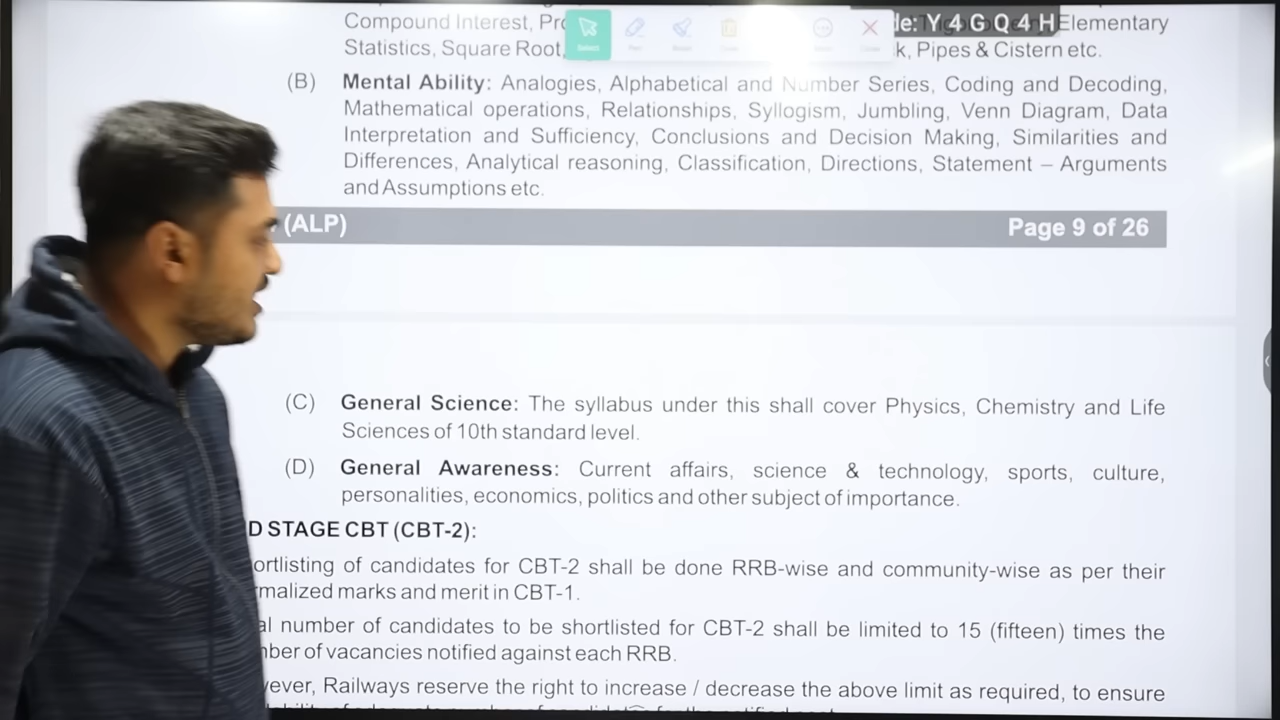 Compound Interest, Elementary
Statistics, Square Root, Pipes & Cistern etc.
le: Y 4 G Q 4 H
Select
(B) Mental Ability: Analogies, Alphabetical and Number Series, Coding and Decoding,
Mathematical operations, Relationships, Syllogism, Jumbling, Venn Diagram, Data
Interpretation and Sufficiency, Conclusions and Decision Making, Similarities and
Differences, Analytical reasoning, Classification, Directions, Statement – Arguments
and Assumptions etc.
(ALP) Page 9 of 26
(C) General Science: The syllabus under this shall cover Physics, Chemistry and Life
Sciences of 10th standard level.
(D) General Awareness: Current affairs, science & technology, sports, culture,
personalities, economics, politics and other subject of importance.
D STAGE CBT (CBT-2):
ortlisting of candidates for CBT-2 shall be done RRB-wise and community-wise as per their
malized marks and merit in CBT-1.
al number of candidates to be shortlisted for CBT-2 shall be limited to 15 (fifteen) times the
ber of vacancies notified against each RRB.
ever, Railways reserve the right to increase / decrease the above limit as required, to ensure